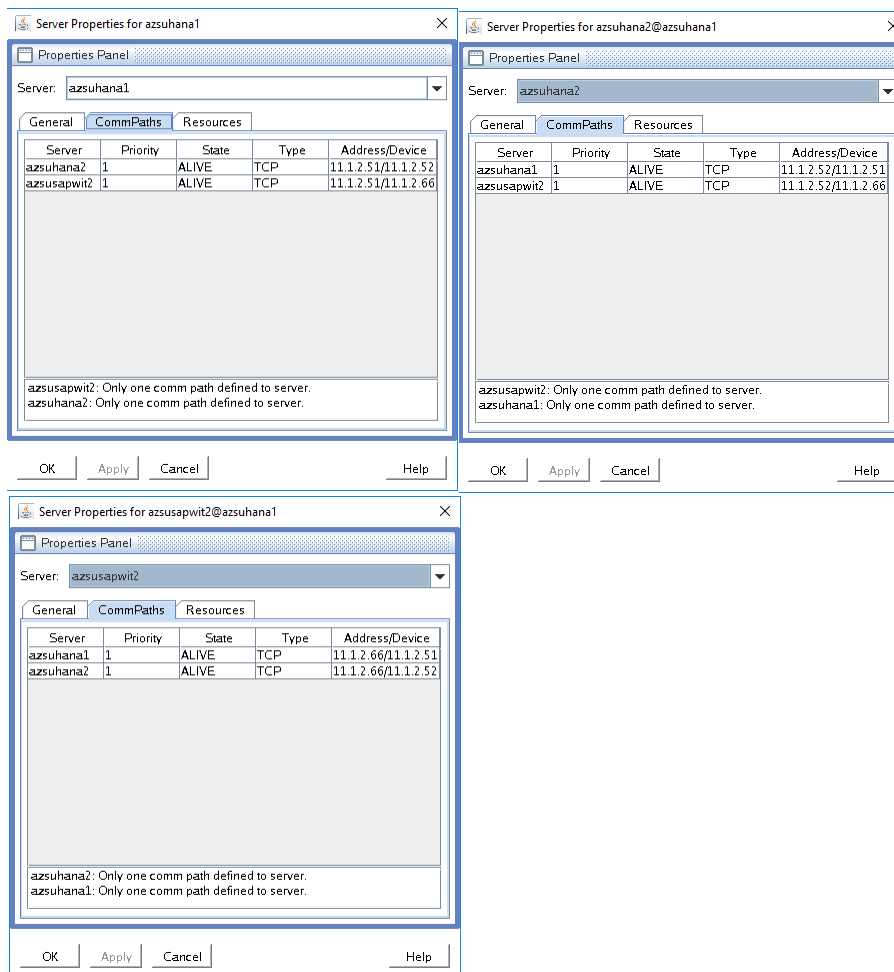 Server Properties for azsuhana1
Properties Panel
Server: azsuhana1
General CommPaths Resources
Server Priority State Type Address/Device
azsuhana2 1 ALIVE TCP 11.1.2.51/11.1.2.52
azsusapwit2 1 ALIVE TCP 11.1.2.51/11.1.2.66
azsusapwit2: Only one comm path defined to server.
azsuhana2: Only one comm path defined to server.
OK Apply Cancel Help
Server Properties for azsuhana2@azsuhana1
Properties Panel
Server: azsuhana2
General CommPaths Resources
Server Priority State Type Address/Device
azsuhana1 1 ALIVE TCP 11.1.2.52/11.1.2.51
azsusapwit2 1 ALIVE TCP 11.1.2.52/11.1.2.66
azsusapwit2: Only one comm path defined to server.
azsuhana1: Only one comm path defined to server.
OK Apply Cancel Help
Server Properties for azsusapwit2@azsuhana1
Properties Panel
Server: azsusapwit2
General CommPaths Resources
Server Priority State Type Address/Device
azsuhana1 1 ALIVE TCP 11.1.2.66/11.1.2.51
azsuhana2 1 ALIVE TCP 11.1.2.66/11.1.2.52
azsuhana2: Only one comm path defined to server.
azsuhana1: Only one comm path defined to server.
OK Apply Cancel Help